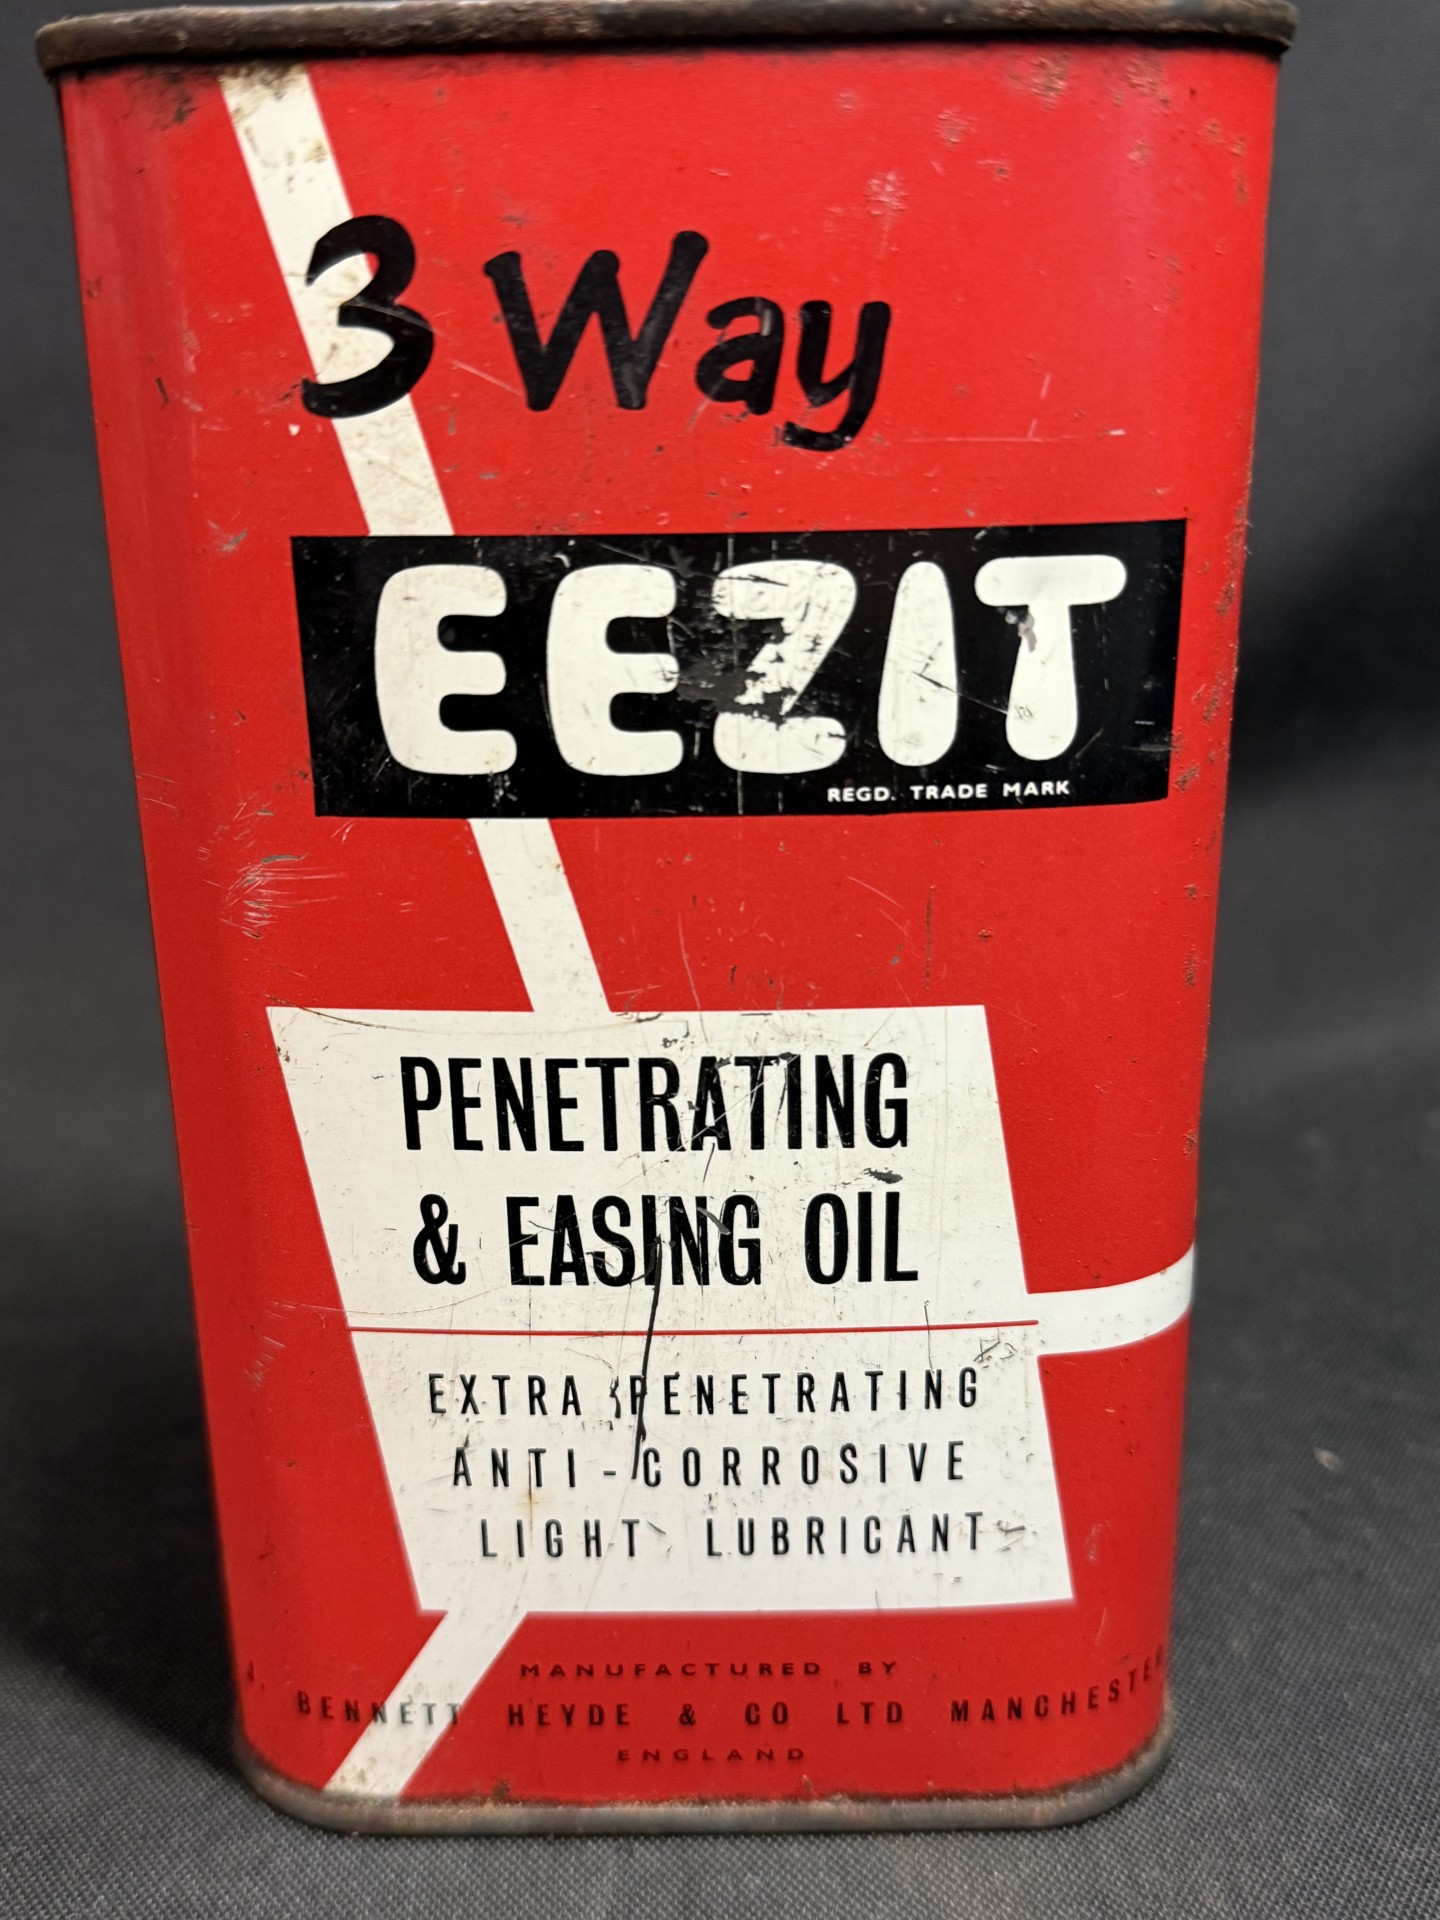 3 Way
EEZIT
REGD. TRADE MARK
PENETRATING
& EASING OIL
EXTRA PENETRATING
ANTI-CORROSIVE
LIGHT LUBRICANT
MANUFACTURED BY
BENNETT HEYDE & CO LTD MANCHESTER
ENGLAND